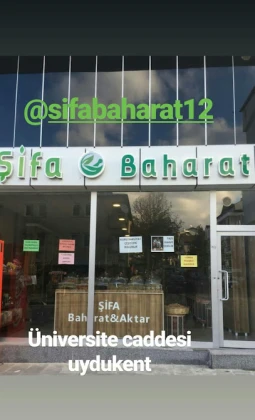 @sifabaharat12
Şifa Baharat
ŞİFA
Baharat&Aktar
Üniversite caddesi
uydukent